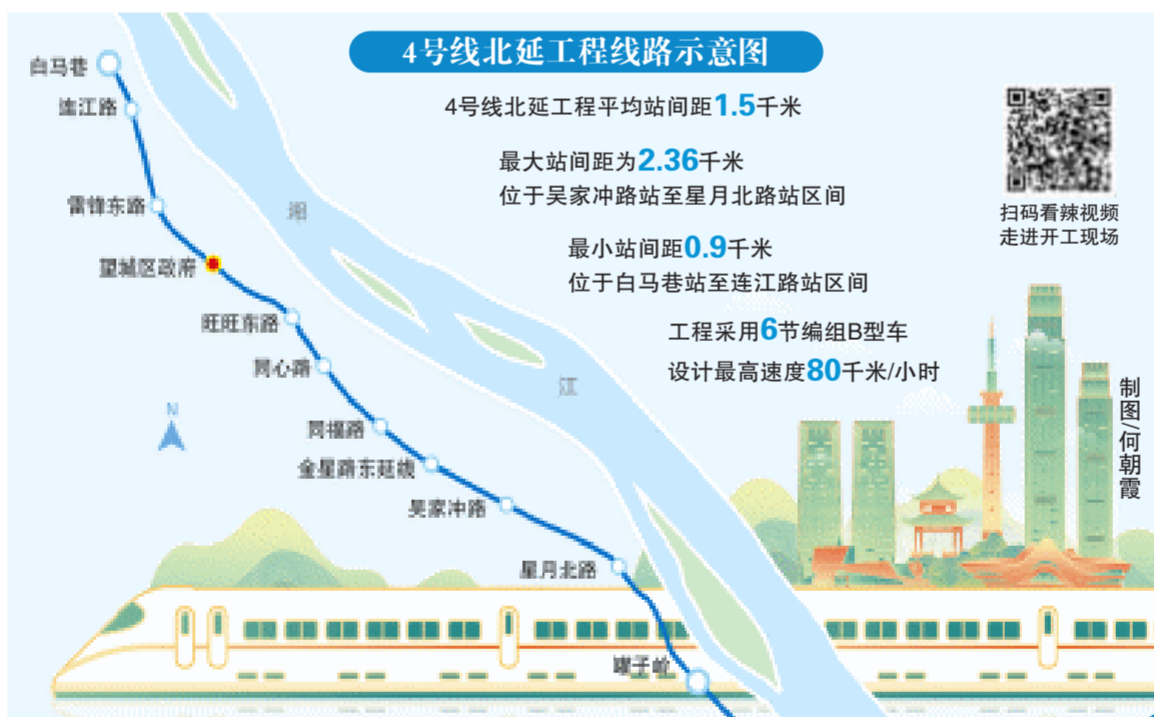 4号线北延工程线路示意图
4号线北延工程平均站间距1.5千米
最大站间距为2.36千米
位于吴家冲路站至星月北路站区间
最小站间距0.9千米
位于白马巷站至连江路站区间
工程采用6节编组B型车
设计最高速度80千米/小时
扫码看辣视频
走进开工现场
制图/何朝霞
白马巷
连江路
雷锋东路
望城区政府
旺旺东路
同心路
同福路
金星路东延线
吴家冲路
星月北路
罐子岭
湘
江
N